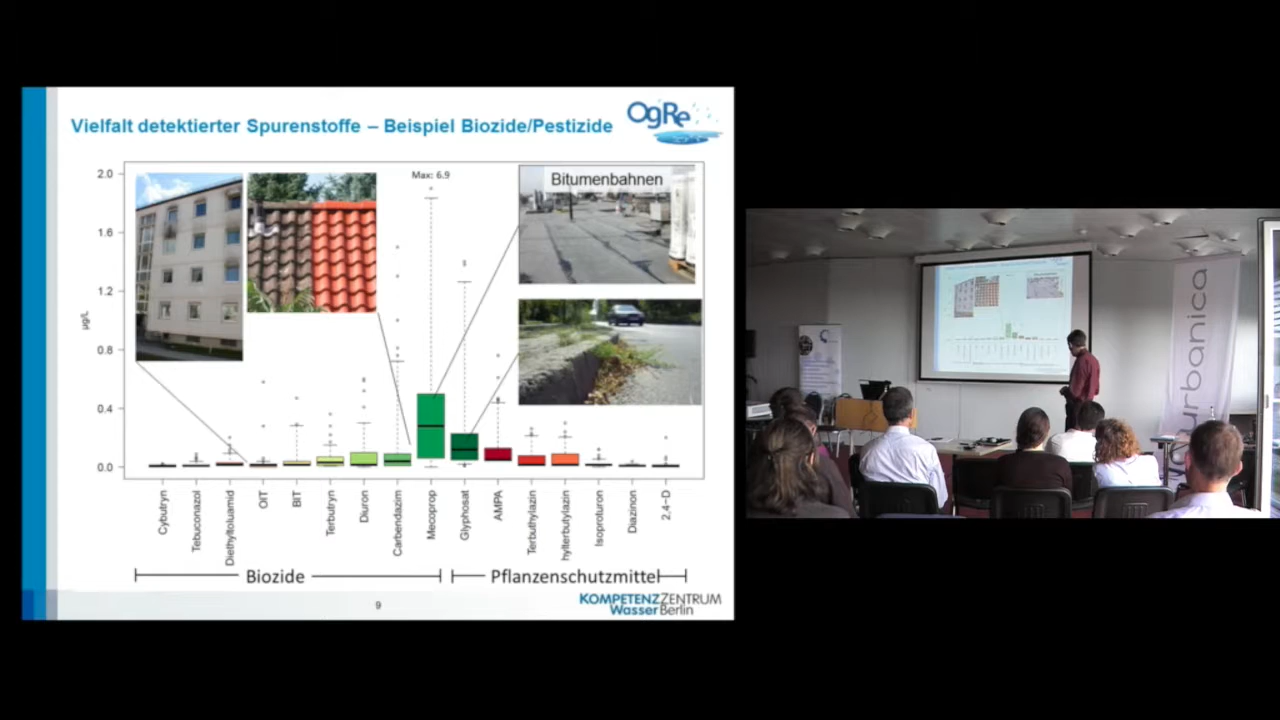 Vielfalt detektierter Spurenstoffe – Beispiel Biozide/Pestizide
OgRe
2.0
1.6
1.2
0.8
0.4
0.0
µg/L
Max: 6.9
Bitumenbahnen
Cybutryn
Tebuconazol
Diethyltoluamid
OIT
BIT
Terbutryn
Diuron
Carbendazim
Mecoprop
Glyphosat
AMPA
Terbuthylazin
hylterbutylazin
Isoproturon
Diazinon
2,4−D
Biozide
Pflanzenschutzmittel
9
KOMPETENZZENTRUM
WasserBerlin
urbanica